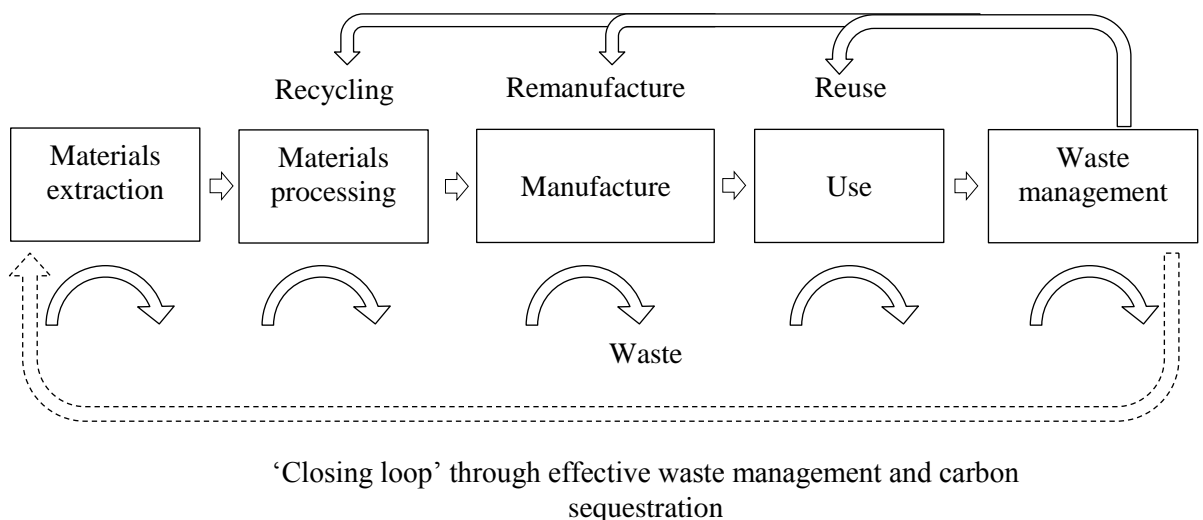 Recycling
Remanufacture
Reuse
Materials
extraction
Materials
processing
Manufacture
Use
Waste
management
Waste
‘Closing loop’ through effective waste management and carbon
sequestration